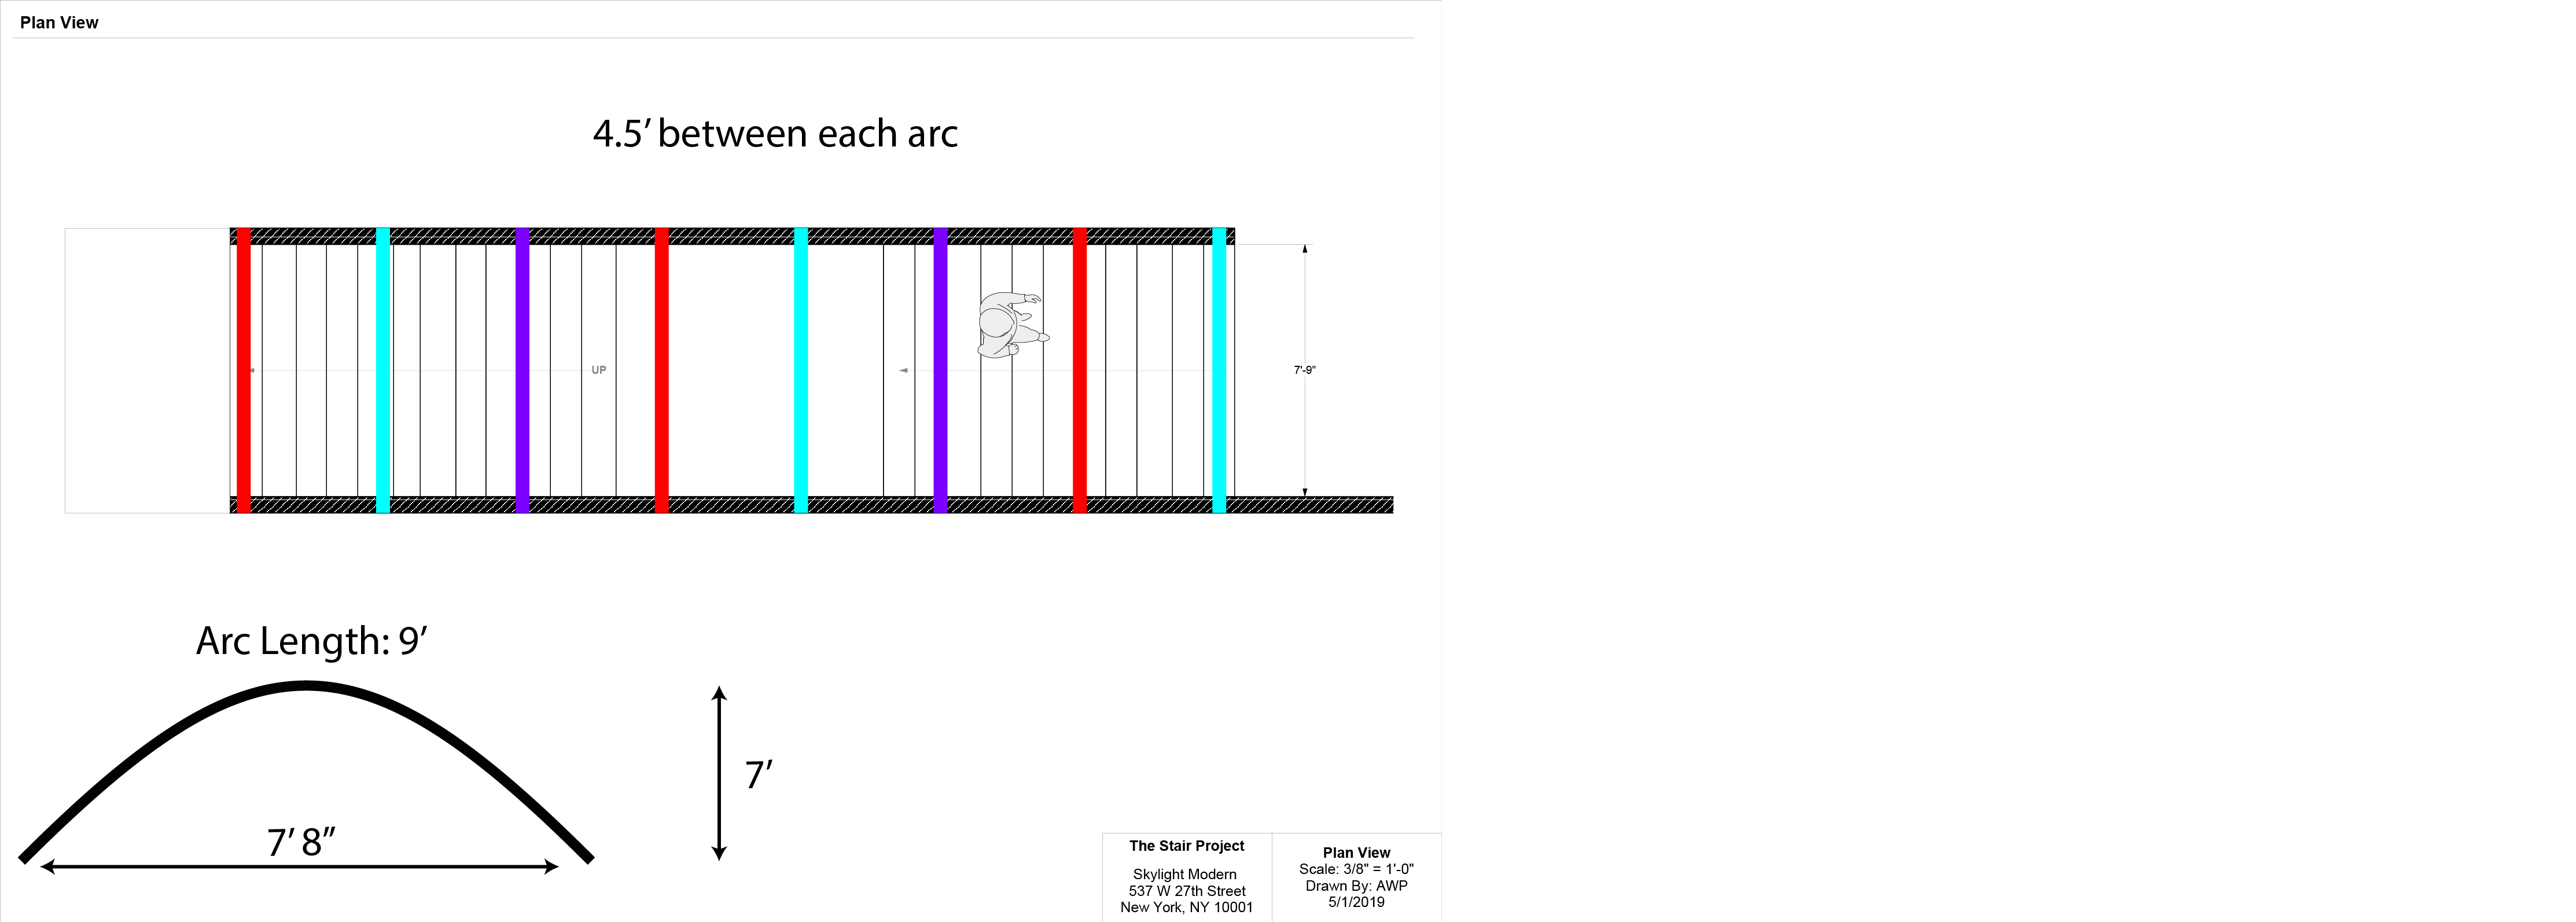 Plan View
4.5’ between each arc
UP
7'-9"
Arc Length: 9’
7’
7’ 8”
The Stair Project
Skylight Modern
537 W 27th Street
New York, NY 10001
Plan View
Scale: 3/8" = 1'-0"
Drawn By: AWP
5/1/2019